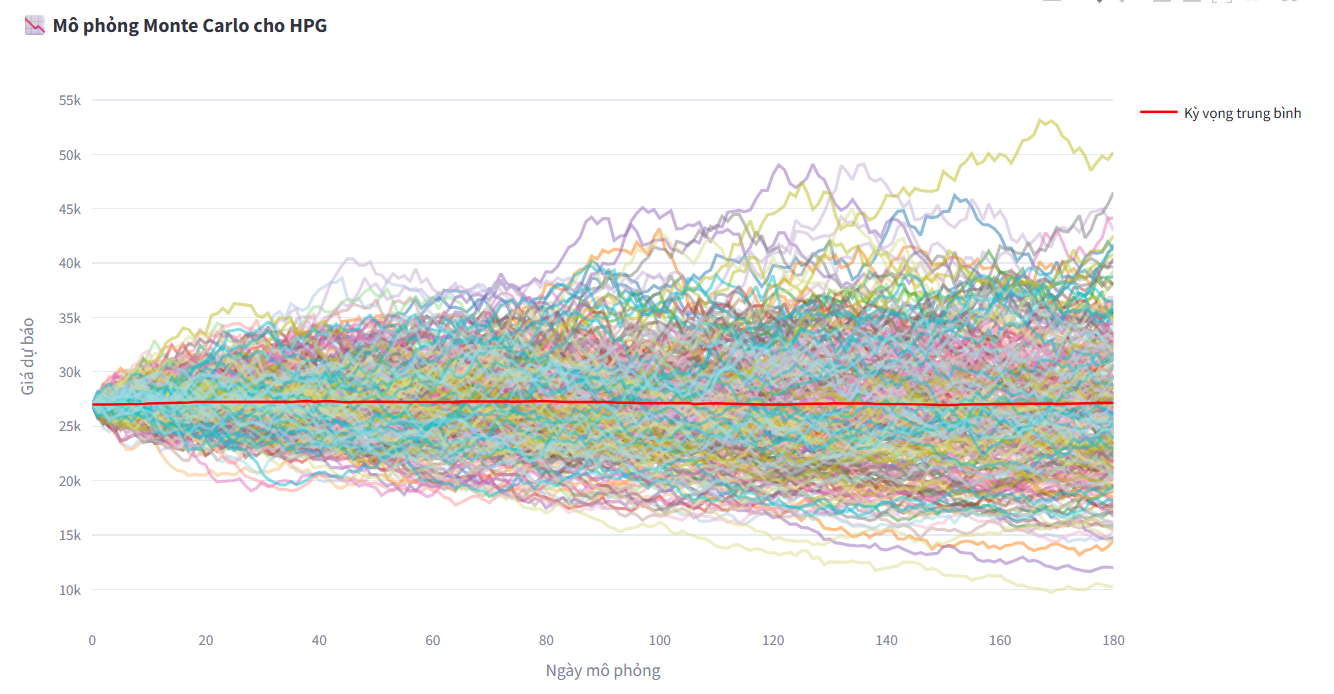 Mô phỏng Monte Carlo cho HPG
55k
50k
45k
40k
35k
30k
25k
20k
15k
10k
Giá dự báo
0 20 40 60 80 100 120 140 160 180
Ngày mô phỏng
Kỳ vọng trung bình